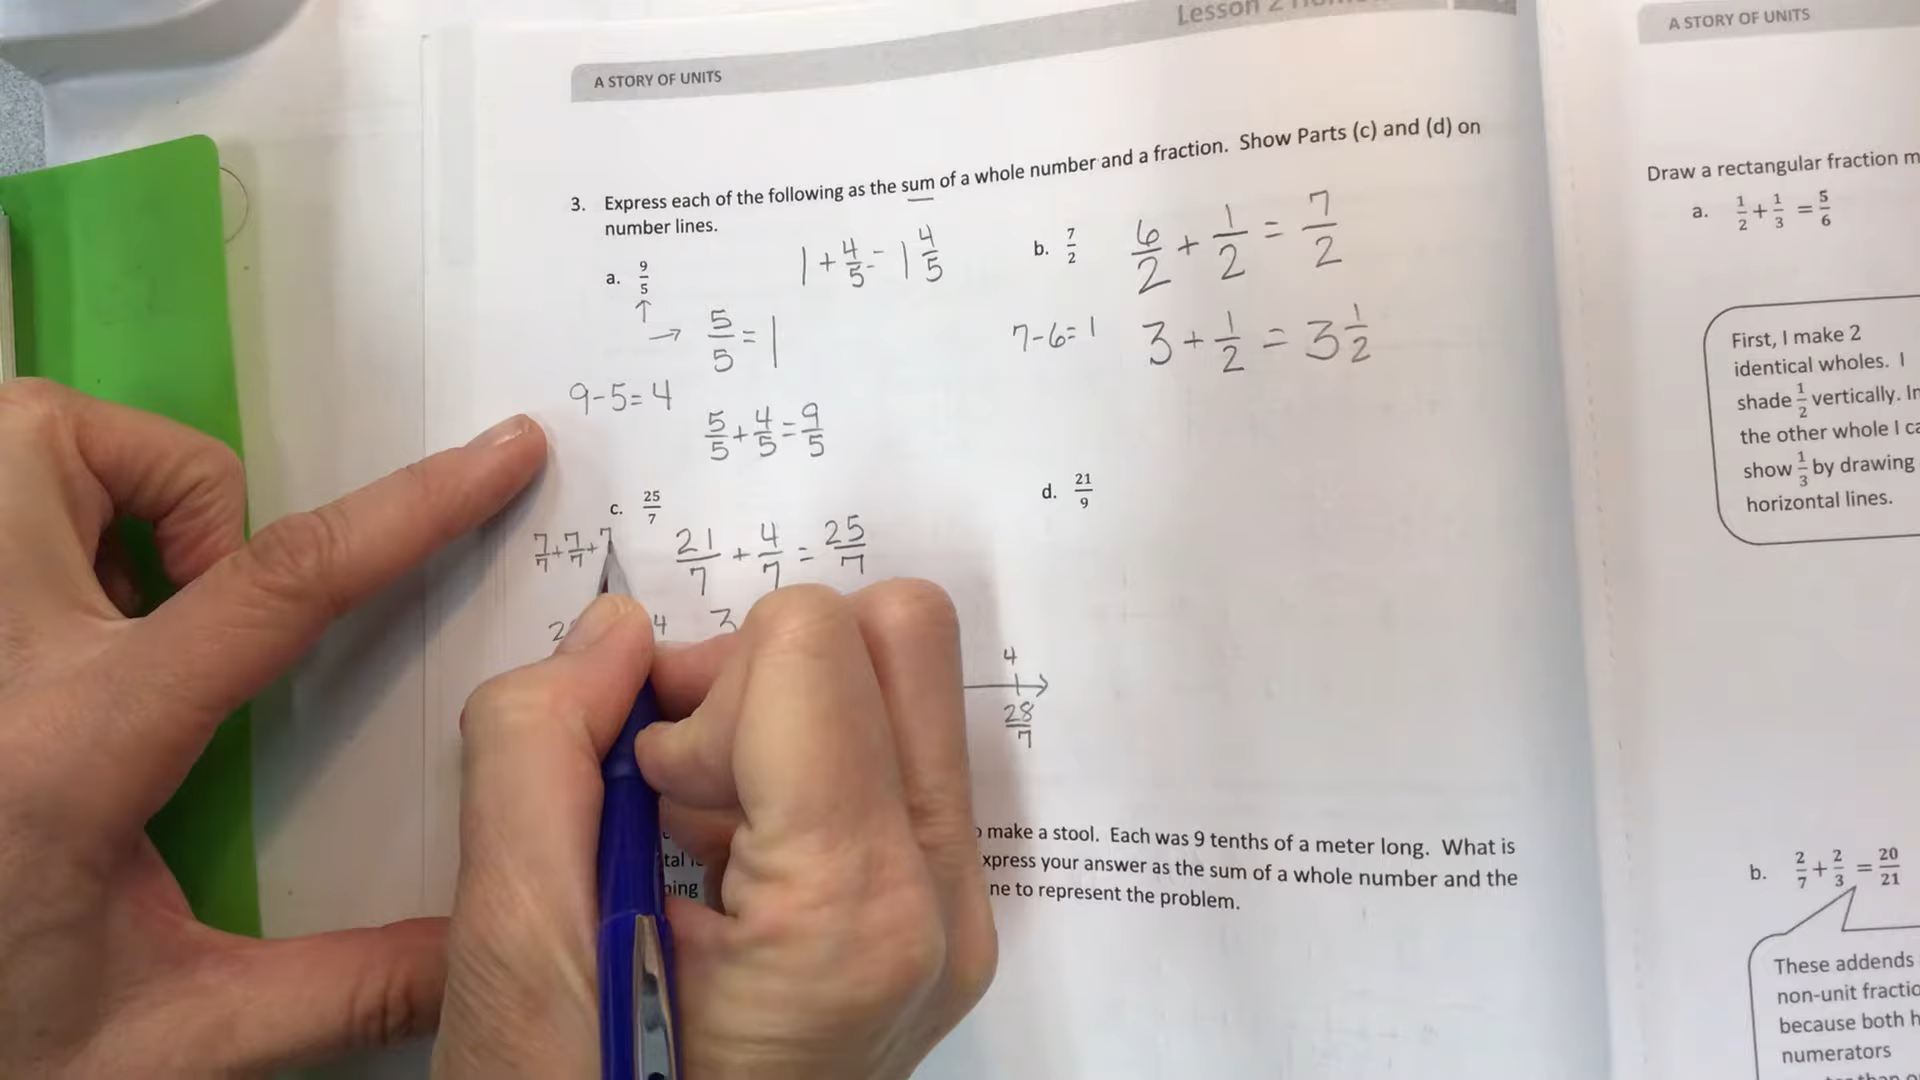 Lesson 2
A STORY OF UNITS
3. Express each of the following as the sum of a whole number and a fraction. Show Parts (c) and (d) on
number lines.
a. 9/5
1 + 4/5 = 1 4/5
→ 5/5 = 1
9 - 5 = 4
5/5 + 4/5 = 9/5
b. 7/2
6/2 + 1/2 = 7/2
7 - 6 = 1
3 + 1/2 = 3 1/2
c. 25/7
7/7 + 7/7 + 7
21/7 + 4/7 = 25/7
4
3
4
28/7
d. 21/9
make a stool. Each was 9 tenths of a meter long. What is
xpress your answer as the sum of a whole number and the
ne to represent the problem.
A STORY OF UNITS
Draw a rectangular fraction
a. 1/2 + 1/3 = 5/6
First, I make 2
identical wholes. I
shade 1/2 vertically.
the other whole I
show 1/3 by drawing
horizontal lines.
b. 2/7 + 2/3 = 20/21
These addends
non-unit
because both
numerators